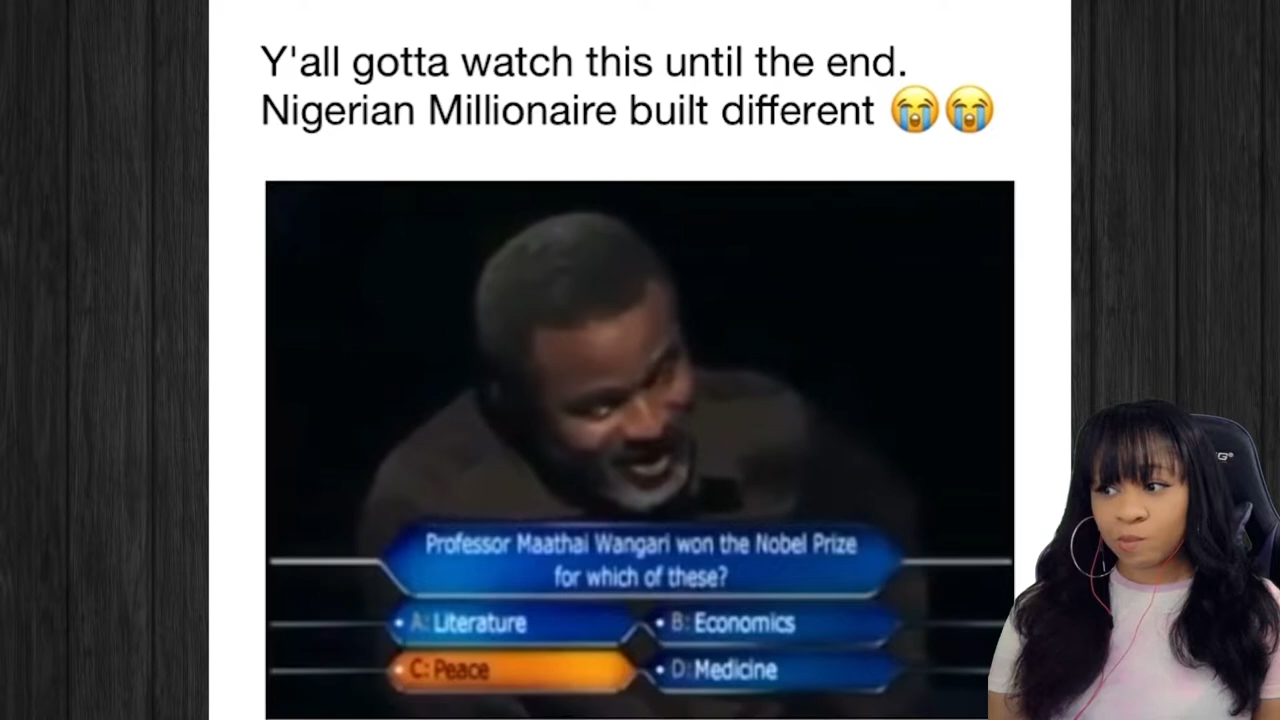 Y'all gotta watch this until the end.
Nigerian Millionaire built different 😭😭
Professor Maathai Wangari won the Nobel Prize
for which of these?
A: Literature
B: Economics
C: Peace
D: Medicine